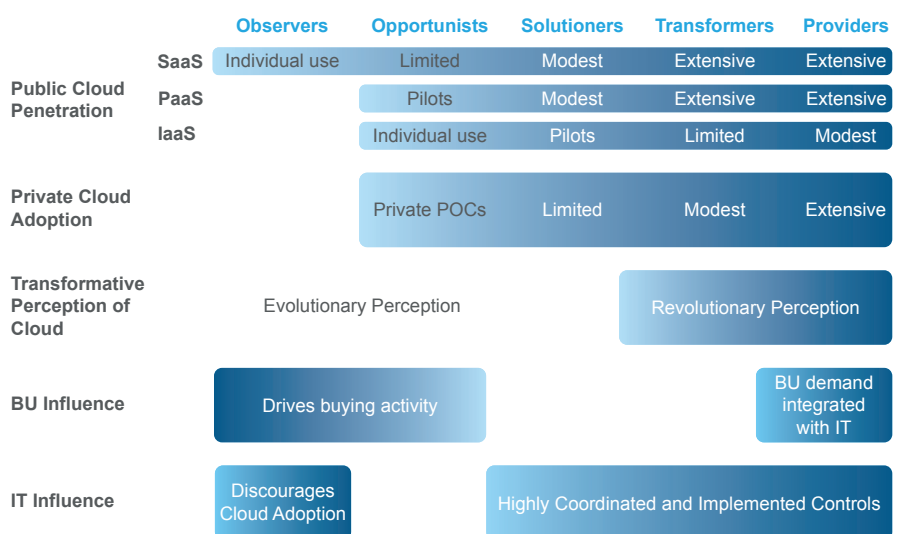 Observers Opportunists Solutioners Transformers Providers
Public Cloud
Penetration
SaaS Individual use Limited Modest Extensive Extensive
PaaS Pilots Modest Extensive Extensive
IaaS Individual use Pilots Limited Modest
Private Cloud
Adoption
Private POCs Limited Modest Extensive
Transformative
Perception of
Cloud
Evolutionary Perception Revolutionary Perception
BU Influence
Drives buying activity
BU demand
integrated
with IT
IT Influence
Discourages
Cloud Adoption
Highly Coordinated and Implemented Controls